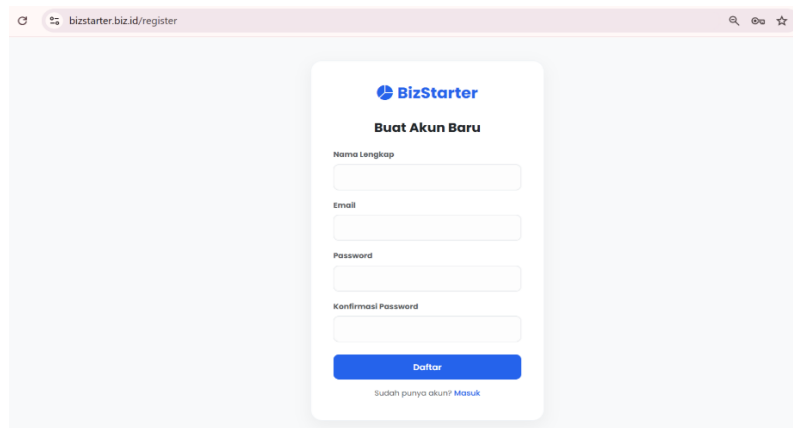 bizstarter.biz.id/register
BizStarter
Buat Akun Baru
Nama Lengkap
Email
Password
Konfirmasi Password
Daftar
Sudah punya akun? Masuk